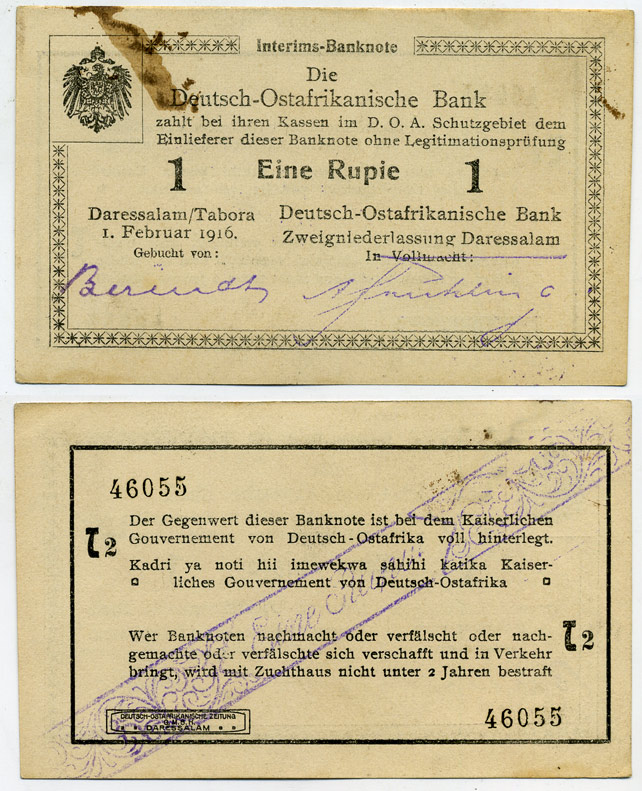 Interims-Banknote
Die
Deutsch-Ostafrikanische Bank
zahlt bei ihren Kassen im D. O. A. Schutzgebiet dem
Einlieferer dieser Banknote ohne Legitimationsprüfung
1 Eine Rupie 1
Daressalam/Tabora
1. Februar 1916.
Gebucht von:
Deutsch-Ostafrikanische Bank
Zweigniederlassung Daressalam
In Vollmacht:
Berendt
46055
Der Gegenwert dieser Banknote ist bei dem Kaiserlichen
Gouvernement von Deutsch-Ostafrika voll hinterlegt.
Kadri ya noti hii imewekwa sahihi katika Kaiser-
liches Gouvernement von Deutsch-Ostafrika
Eine Rupie
Wer Banknoten nachmacht oder verfälscht oder nach-
gemachte oder verfälschte sich verschafft und in Verkehr
bringt, wird mit Zuchthaus nicht unter 2 Jahren bestraft
DEUTSCH-OSTAFRIKANISCHE ZEITUNG
G.M.B.H.
DARESSALAM
46055